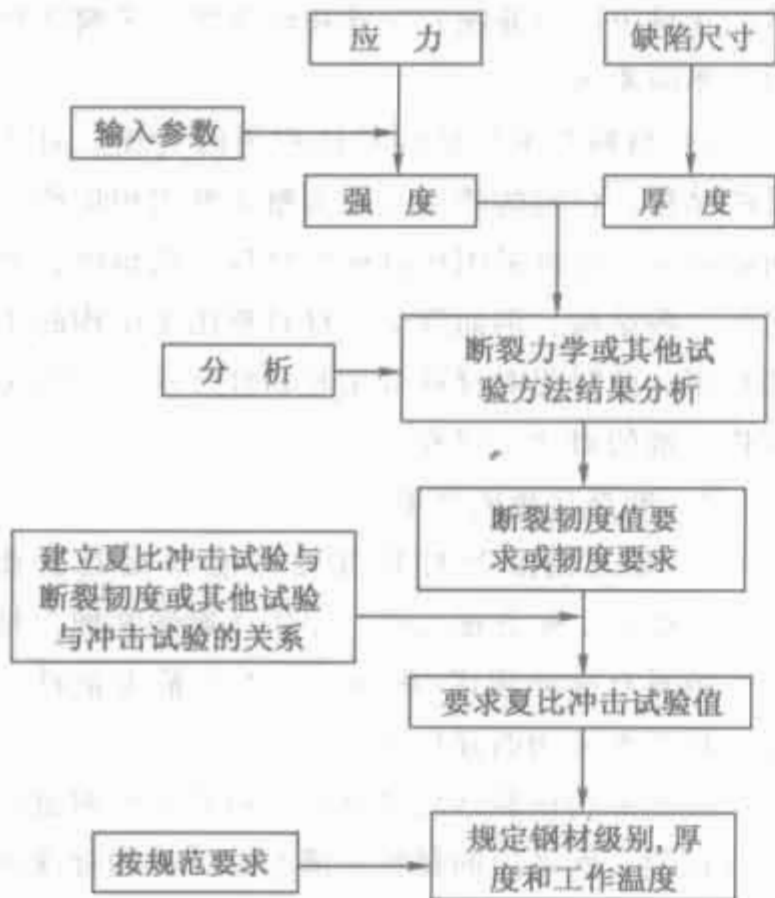 应 力
缺陷尺寸
输入参数
强 度
厚 度
分 析
断裂力学或其他试
验方法结果分析
断裂韧度值要
求或韧度要求
建立夏比冲击试验与
断裂韧度或其他试验
与冲击试验的关系
要求夏比冲击试验值
按规范要求
规定钢材级别,厚
度和工作温度